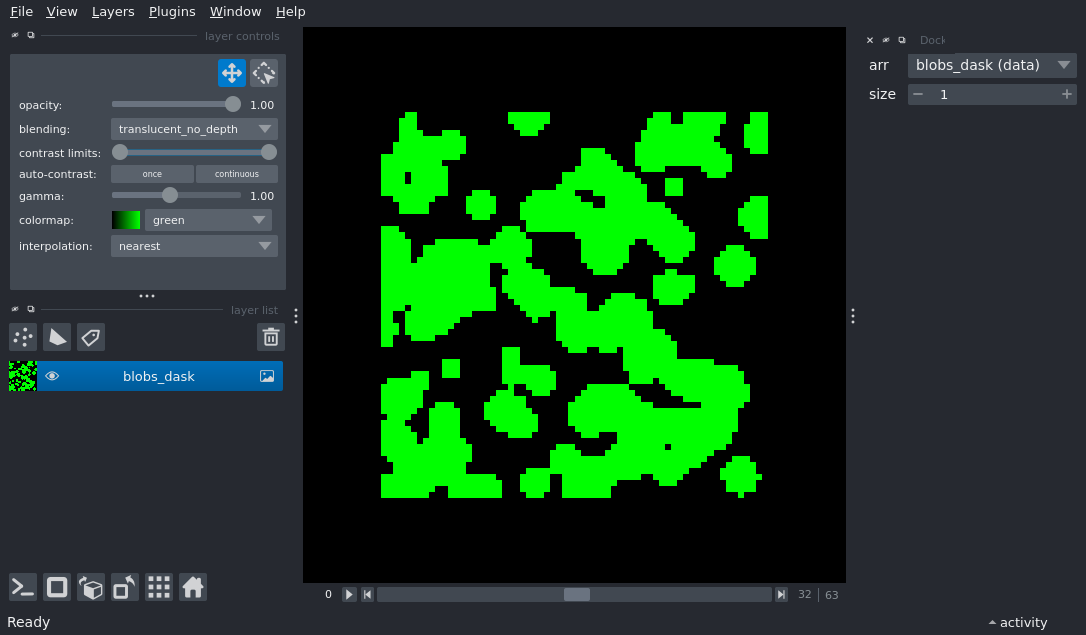 File View Layers Plugins Window Help
layer controls
opacity: 1.00
blending: translucent_no_depth
contrast limits:
auto-contrast: once continuous
gamma: 1.00
colormap: green
interpolation: nearest
layer list
blobs_dask
Dock
arr blobs_dask (data)
size 1
0 32 63
Ready
activity